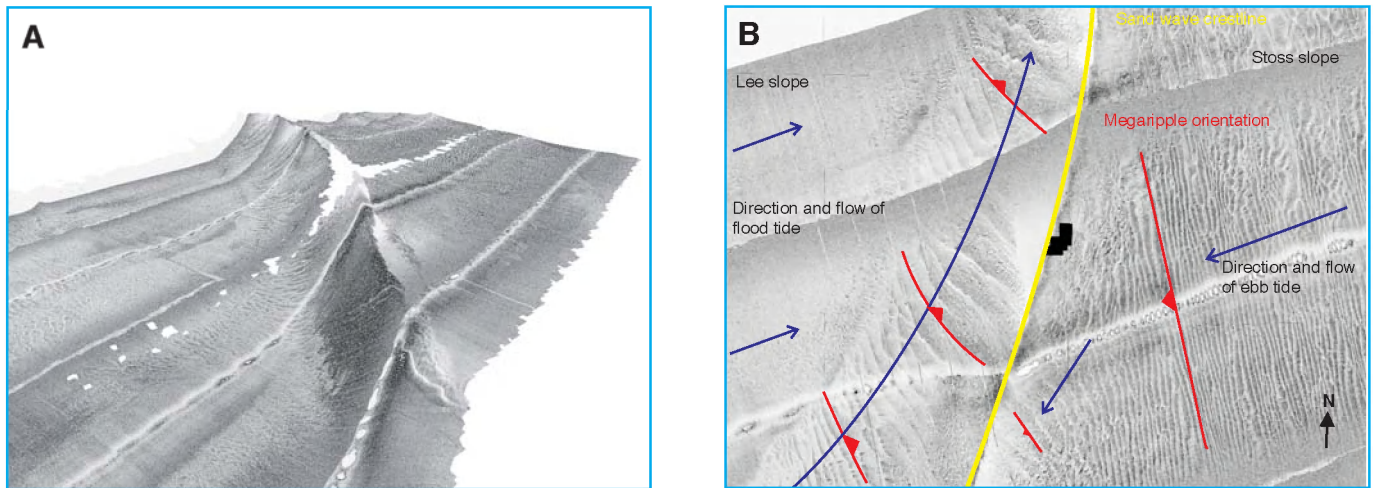 A
B
Sand wave crestline
Stoss slope
Lee slope
Megaripple orientation
Direction and flow of
flood tide
Direction and flow
of ebb tide
N